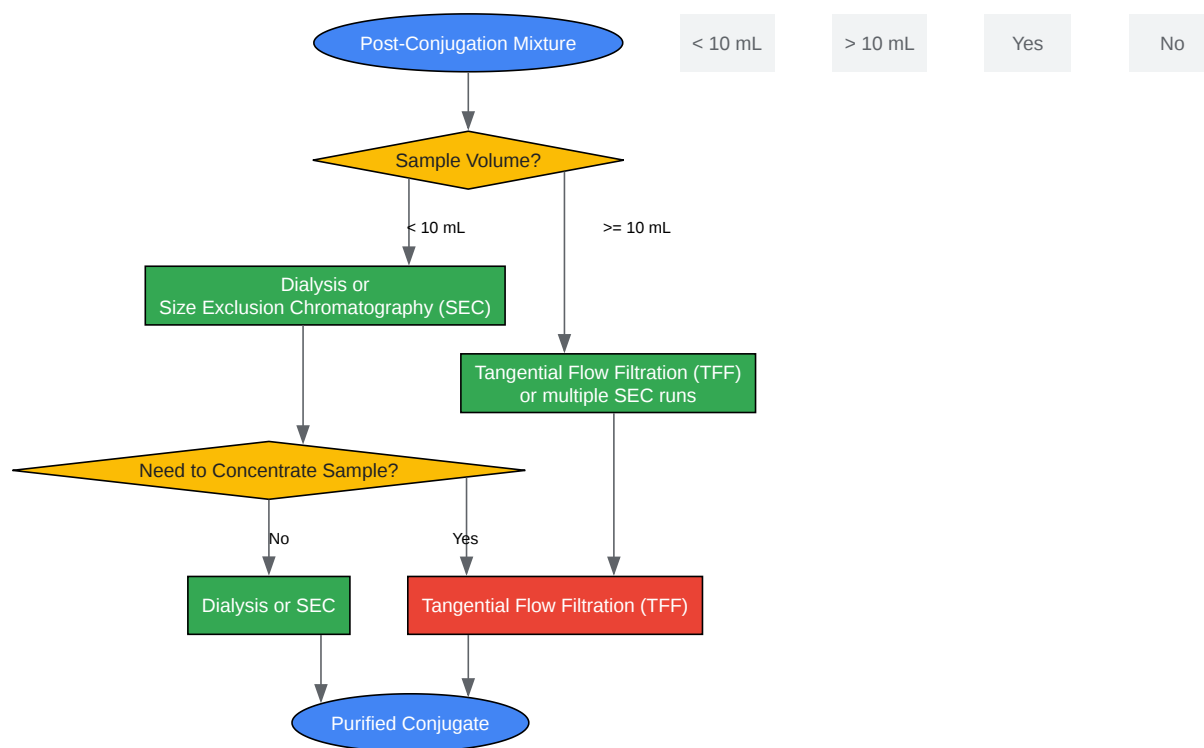 Post-Conjugation Mixture
< 10 mL
> 10 mL
Yes
No
Sample Volume?
< 10 mL
>= 10 mL
Dialysis or
Size Exclusion Chromatography (SEC)
Tangential Flow Filtration (TFF)
or multiple SEC runs
Need to Concentrate Sample?
No
Yes
Dialysis or SEC
Tangential Flow Filtration (TFF)
Purified Conjugate